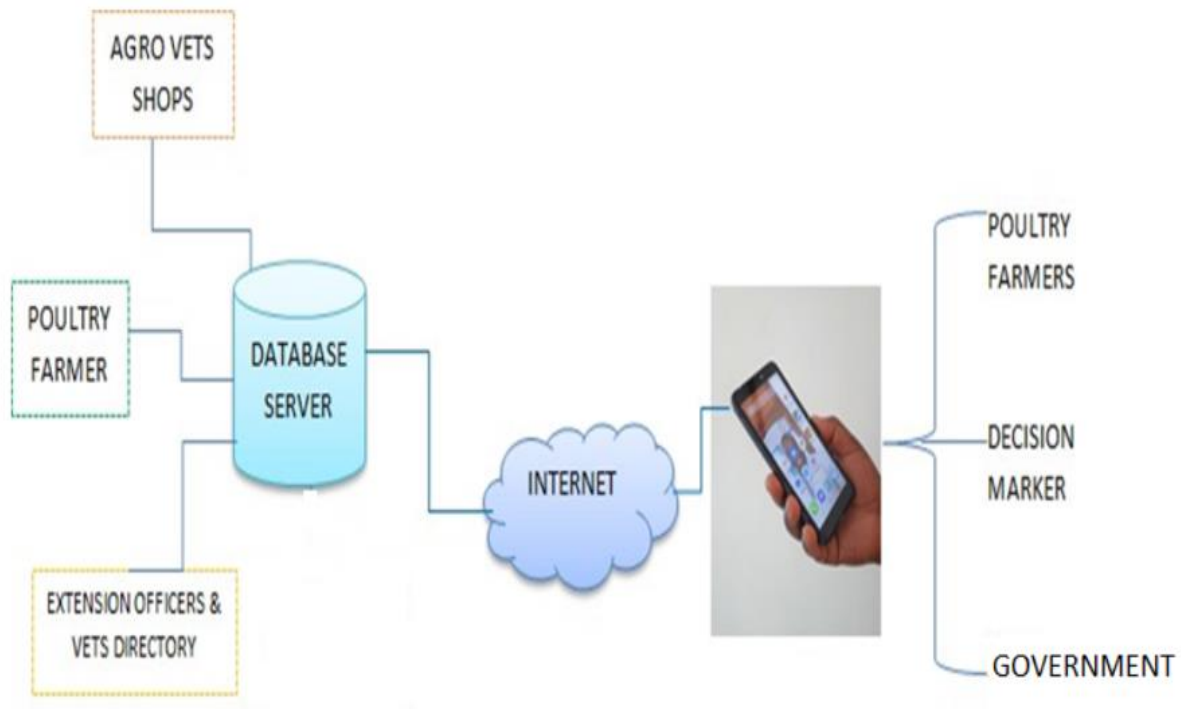 AGRO VETS
SHOPS
POULTRY
FARMER
DATABASE
SERVER
EXTENSION OFFICERS &
VETS DIRECTORY
INTERNET
POULTRY
FARMERS
DECISION
MARKER
GOVERNMENT